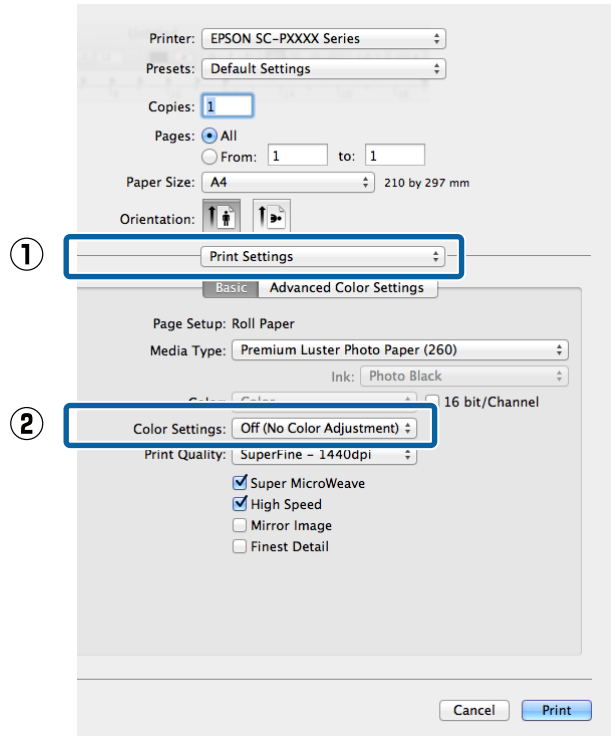 Printer: EPSON SC-PXXXX Series
Presets: Default Settings
Copies: 1
Pages: All
From: 1 to: 1
Paper Size: A4 210 by 297 mm
Orientation:
① Print Settings
Basic Advanced Color Settings
Page Setup: Roll Paper
Media Type: Premium Luster Photo Paper (260)
Ink: Photo Black
Color: Color 16 bit/Channel
② Color Settings: Off (No Color Adjustment)
Print Quality: SuperFine – 1440dpi
Super MicroWeave
High Speed
Mirror Image
Finest Detail
Cancel Print